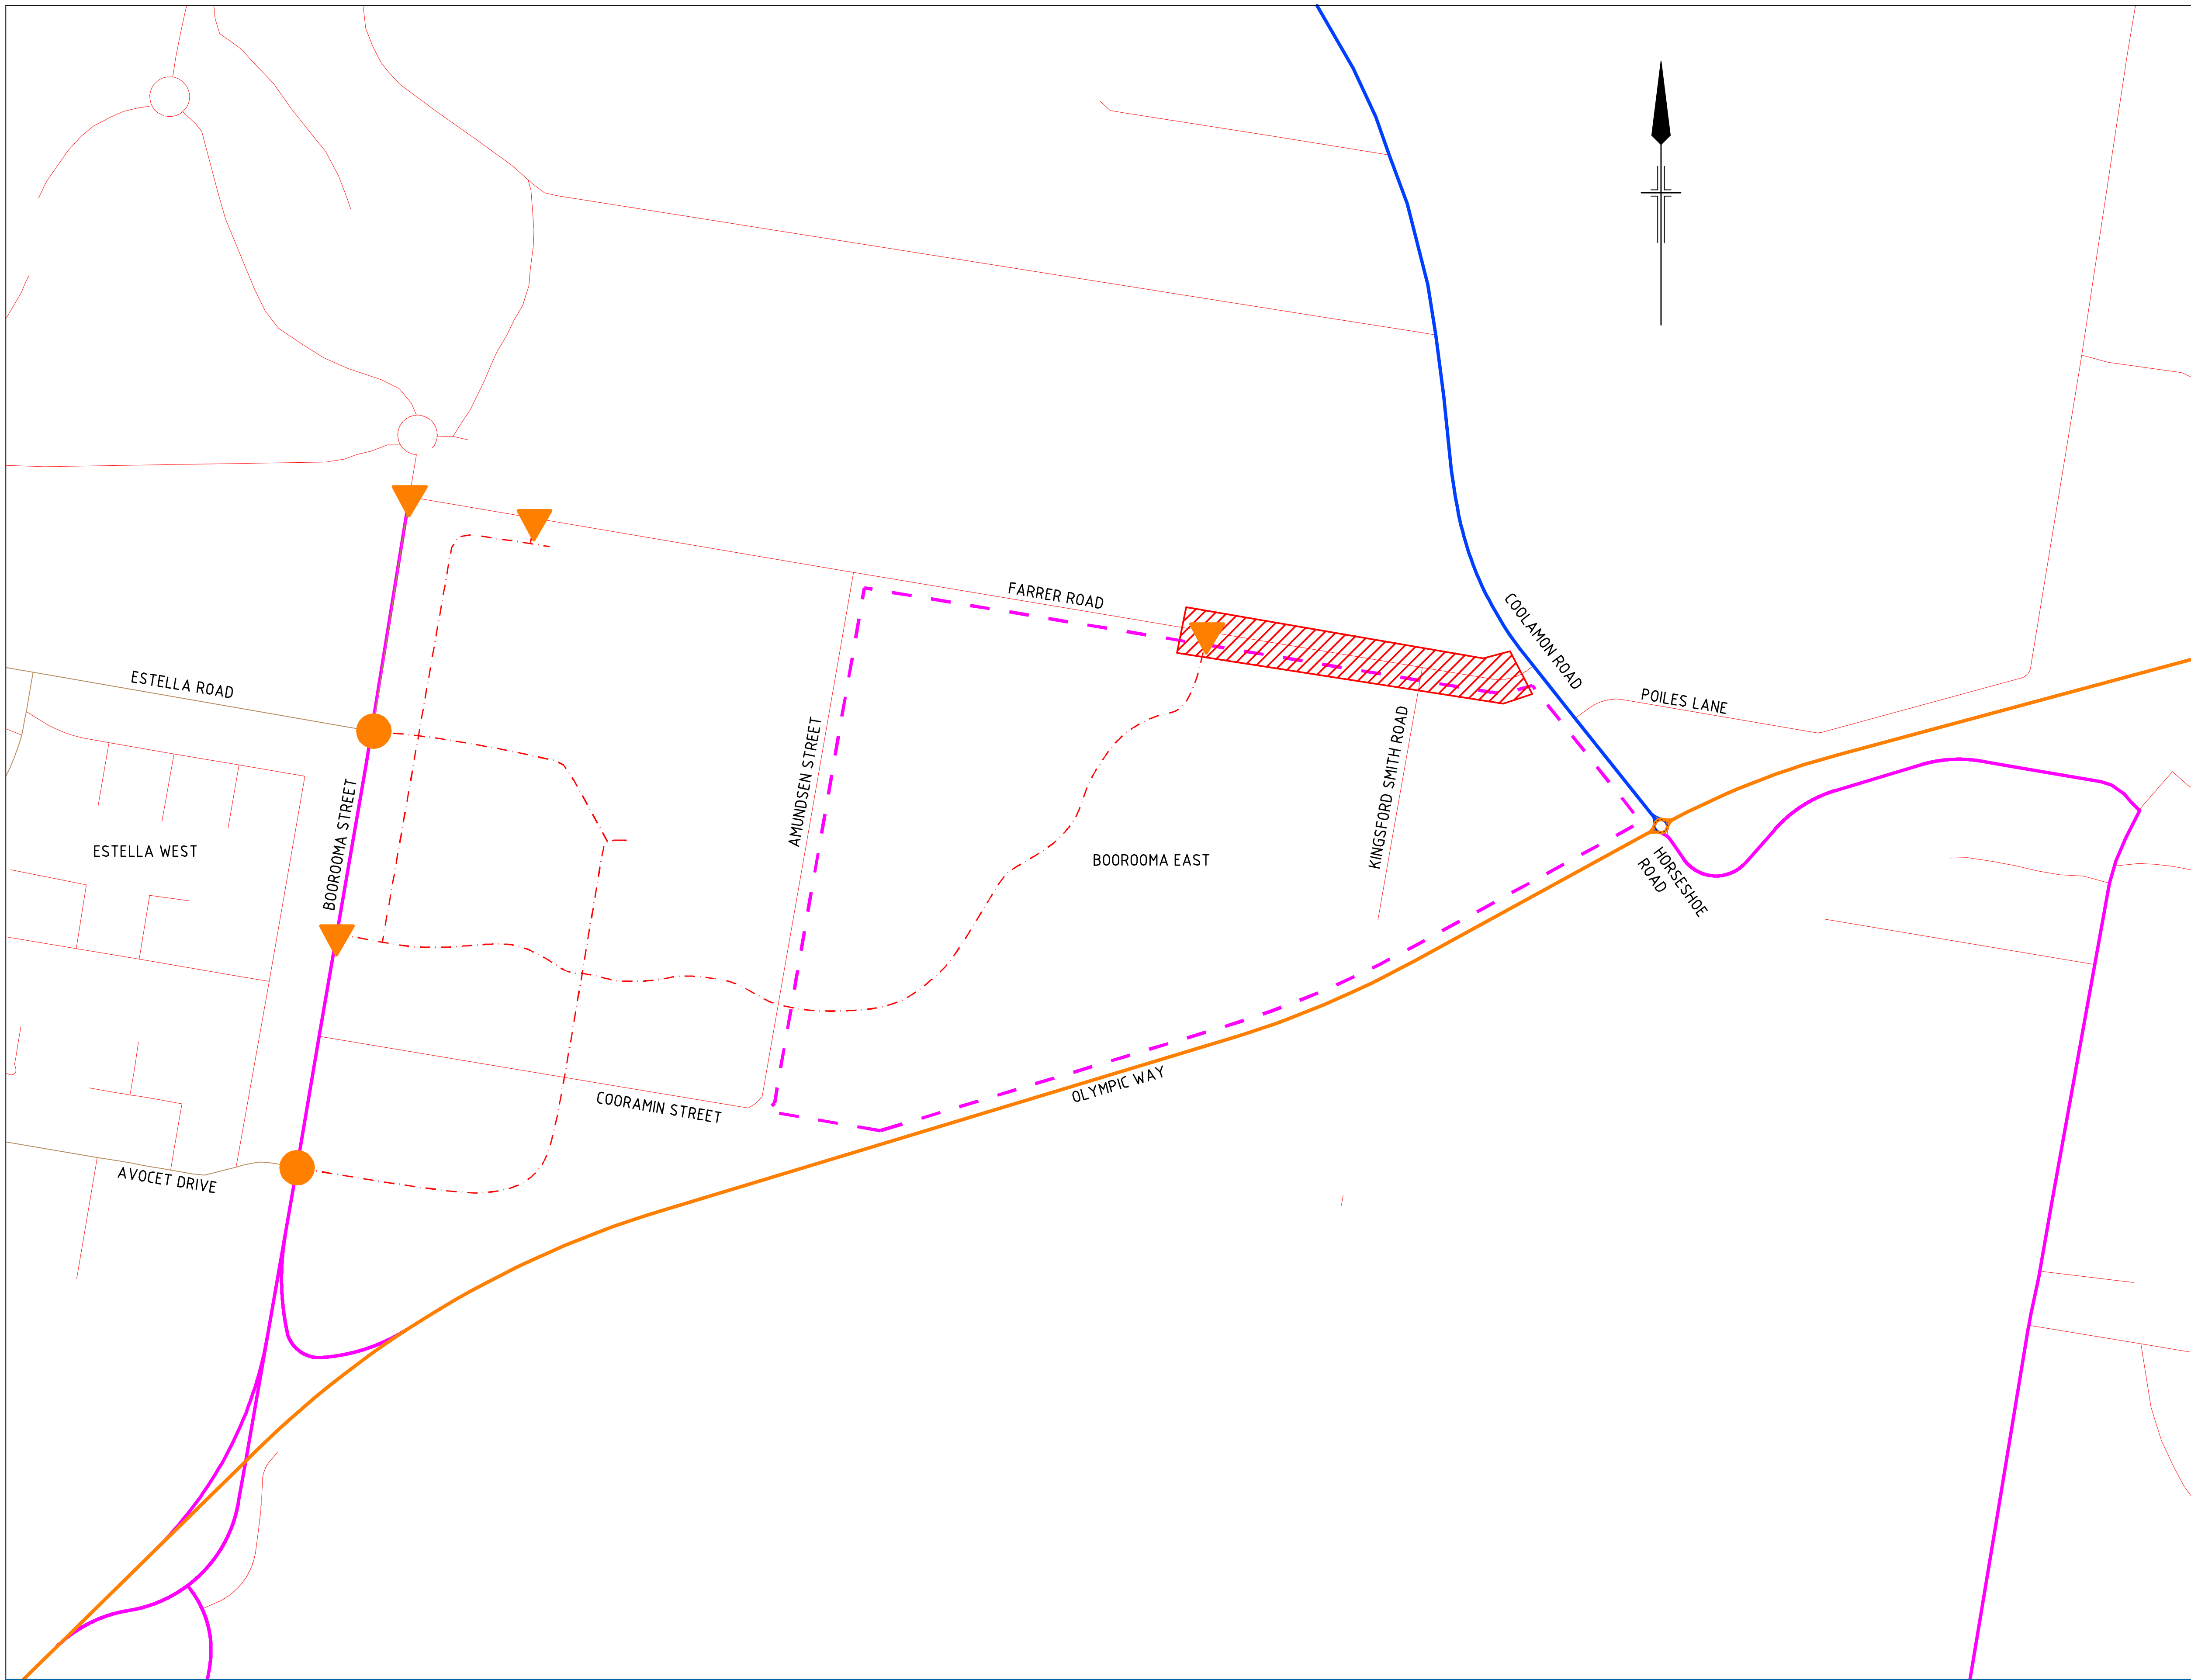 FARRER ROAD
COOLAMON ROAD
ESTELLA ROAD
POILES LANE
AMUNDSEN STREET
KINGSFORD SMITH ROAD
BOOROOMA STREET
ESTELLA WEST
BOOROOMA EAST
HORSESHOE
ROAD
OLYMPIC WAY
COORAMIN STREET
AVOCET DRIVE